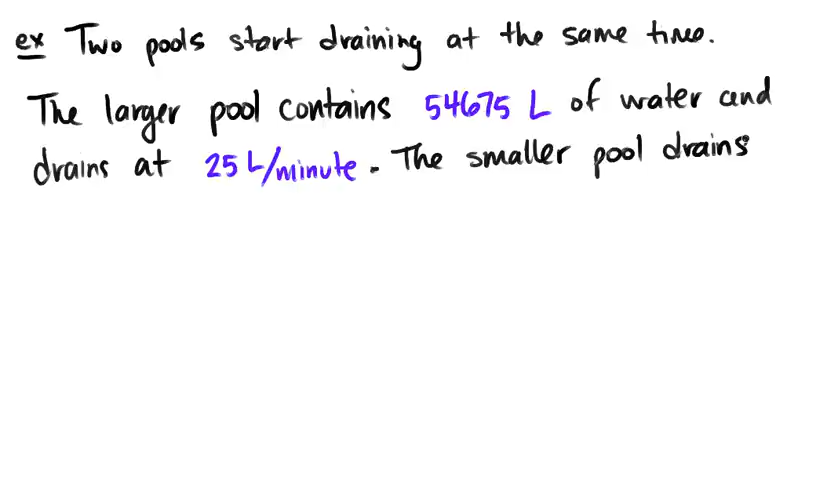 ex Two pools start draining at the same time.
The larger pool contains 54675 L of water and
drains at 25 L/minute. The smaller pool drains